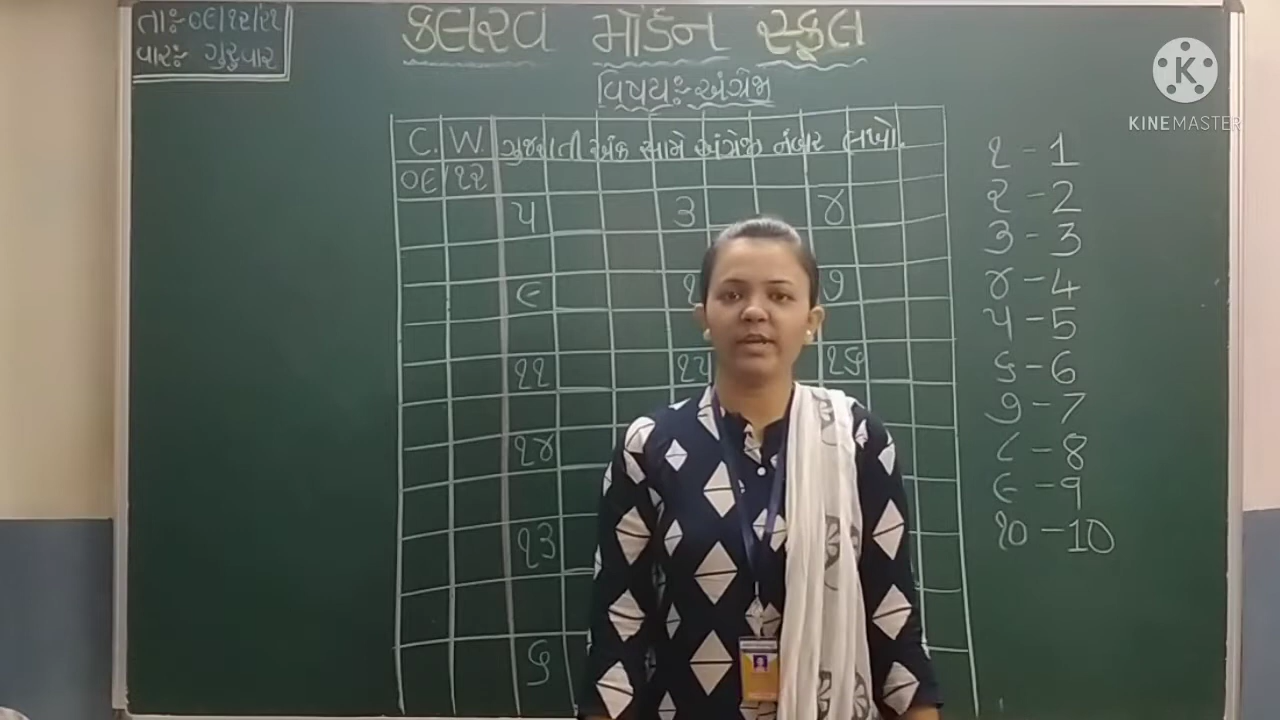 તાઃ-૦૯/૧૨/૨૧
વારઃ- ગુરુવાર
કલરવ મોર્ડન સ્કૂલ
વિષયઃ-અંગ્રેજી
C. W. ગુજરાતી અંક સામે અંગ્રેજી નંબર લખો.
૦૯/૧૨
૫ ૩ ૪
૯ ૭
૧૧ ૧૫ ૧૬
૧૪
૧૩
૬
૧ - 1
૨ - 2
૩ - 3
૪ - 4
૫ - 5
૬ - 6
૭ - 7
૮ - 8
૯ - 9
૧૦ - 10
K
KINEMASTER